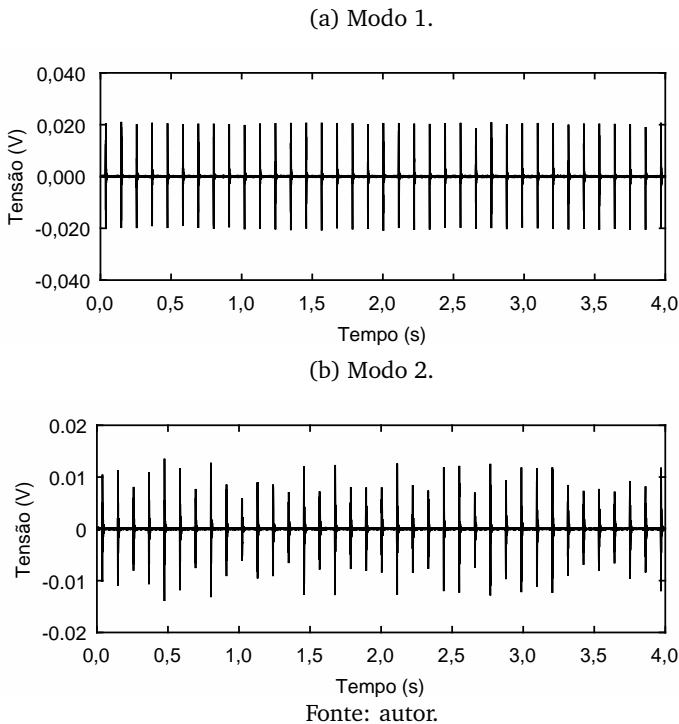 (a) Modo 1.
0,040
0,020
0,000
-0,020
-0,040
Tensão (V)
0,0 0,5 1,0 1,5 2,0 2,5 3,0 3,5 4,0
Tempo (s)
(b) Modo 2.
0.02
0.01
0
-0.01
-0.02
Tensão (V)
0,0 0,5 1,0 1,5 2,0 2,5 3,0 3,5 4,0
Tempo (s)
Fonte: autor.